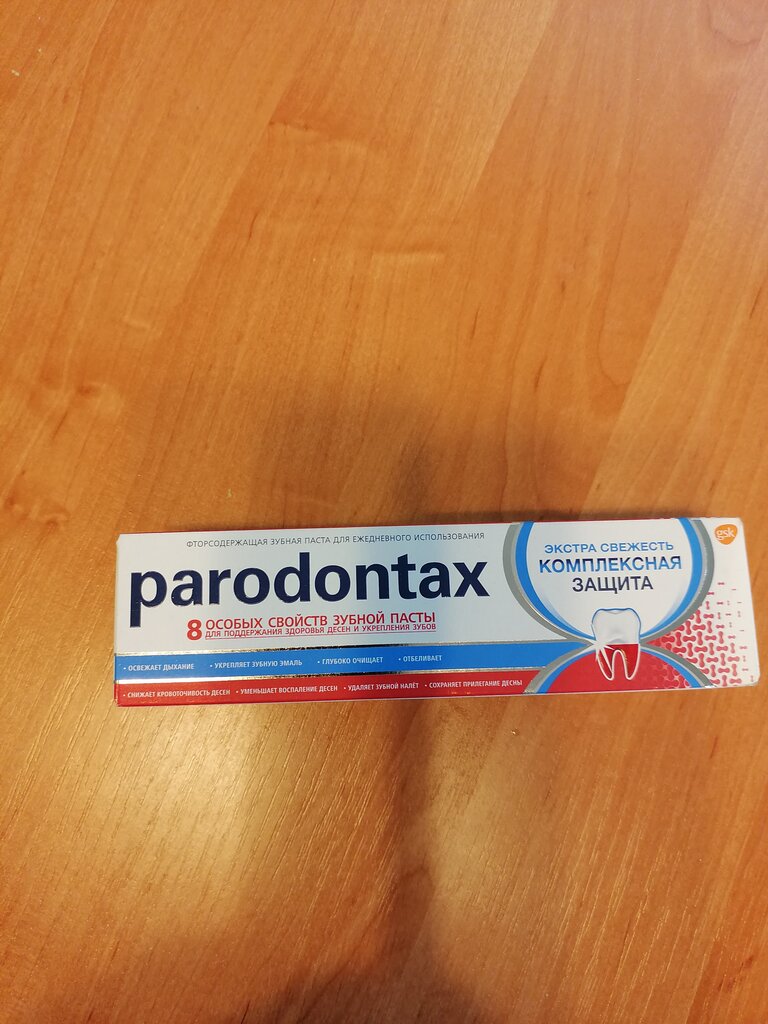 ФТОРСОДЕРЖАЩАЯ ЗУБНАЯ ПАСТА ДЛЯ ЕЖЕДНЕВНОГО ИСПОЛЬЗОВАНИЯ
parodontax
8 ОСОБЫХ СВОЙСТВ ЗУБНОЙ ПАСТЫ
ДЛЯ ПОДДЕРЖАНИЯ ЗДОРОВЬЯ ДЕСЕН И УКРЕПЛЕНИЯ ЗУБОВ
• ОСВЕЖАЕТ ДЫХАНИЕ • УКРЕПЛЯЕТ ЗУБНУЮ ЭМАЛЬ • ГЛУБОКО ОЧИЩАЕТ • ОТБЕЛИВАЕТ
• СНИЖАЕТ КРОВОТОЧИВОСТЬ ДЕСЕН • УМЕНЬШАЕТ ВОСПАЛЕНИЕ ДЕСЕН • УДАЛЯЕТ ЗУБНОЙ НАЛЁТ • СОХРАНЯЕТ ПРИЛЕГАНИЕ ДЕСНЫ
ЭКСТРА СВЕЖЕСТЬ
КОМПЛЕКСНАЯ
ЗАЩИТА
gsk